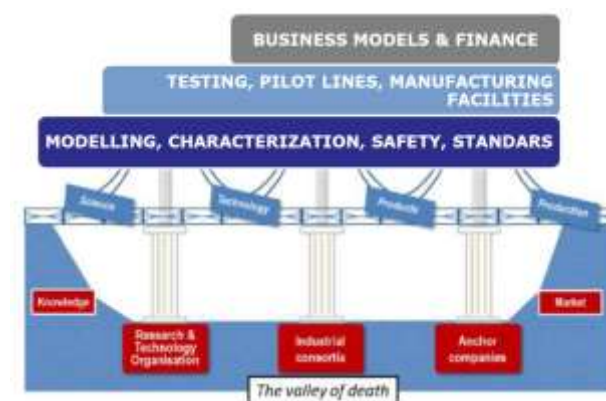 BUSINESS MODELS & FINANCE
TESTING, PILOT LINES, MANUFACTURING
FACILITIES
MODELLING, CHARACTERIZATION, SAFETY, STANDARS
Science
Technology
Products
Production
Knowledge
Market
Research &
Technology
Organisation
Industrial
consortia
Anchor
companies
The valley of death